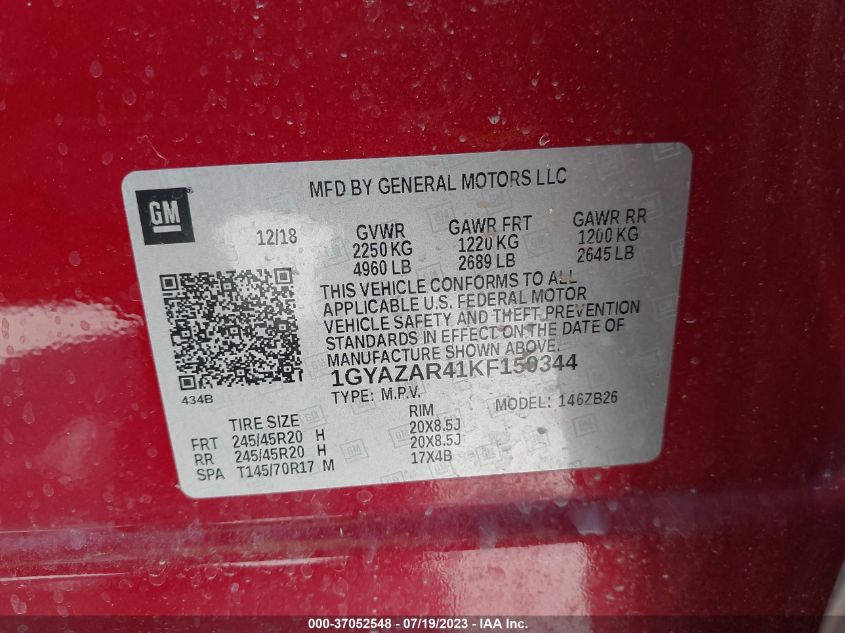 GM
MFD BY GENERAL MOTORS LLC
12/18
GVWR
2250 KG
4960 LB
GAWR FRT
1220 KG
2689 LB
GAWR RR
1200 KG
2645 LB
THIS VEHICLE CONFORMS TO ALL
APPLICABLE U.S. FEDERAL MOTOR
VEHICLE SAFETY AND THEFT PREVENTION
STANDARDS IN EFFECT ON THE DATE OF
MANUFACTURE SHOWN ABOVE.
1GYAZAR41KF150344
434B
TYPE: M.P.V.
MODEL: 146ZB26
TIRE SIZE RIM
FRT 245/45R20 H 20X8.5J
RR 245/45R20 H 20X8.5J
SPA T145/70R17 M 17X4B
000-37052548 - 07/19/2023 - IAAI Inc.